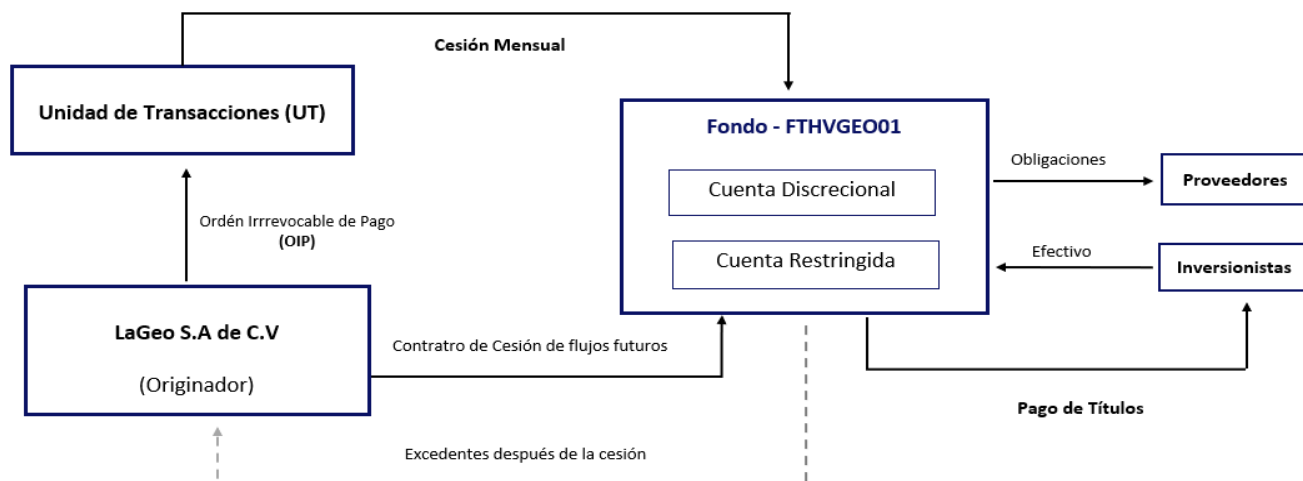 Cesión Mensual
Unidad de Transacciones (UT)
Fondo - FTHVGEO01
Cuenta Discrecional
Cuenta Restringida
Obligaciones
Proveedores
Efectivo
Inversionistas
Ordén Irrrevocable de Pago
(OIP)
LaGeo S.A de C.V
(Originador)
Contratro de Cesión de flujos futuros
Pago de Títulos
Excedentes después de la cesión